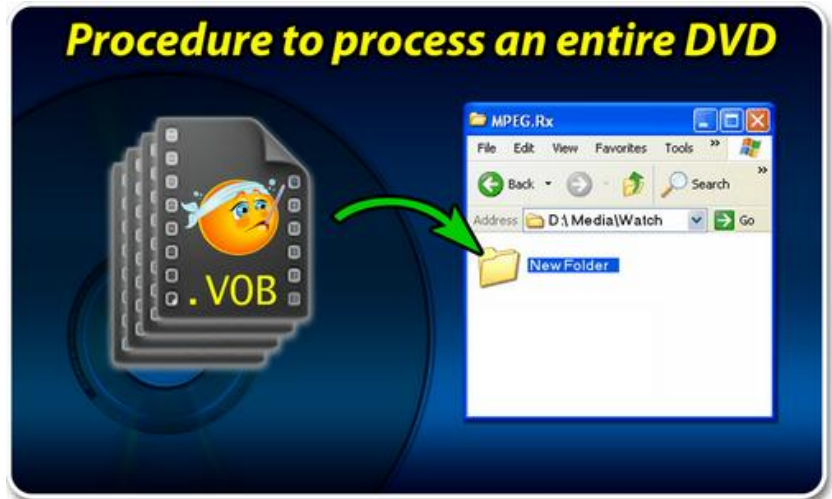 Procedure to process an entire DVD
.VOB
MPEG.Rx
File Edit View Favorites Tools »
Back Search »
Address D:\Media\Watch Go
New Folder